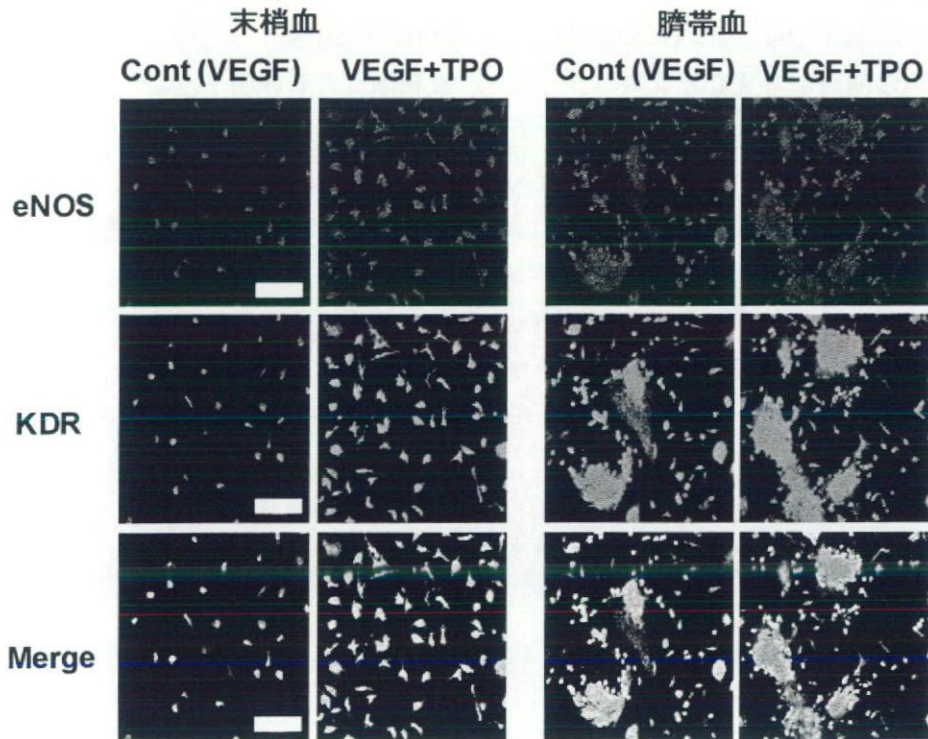 末梢血 臍帯血
Cont (VEGF) VEGF+TPO Cont (VEGF) VEGF+TPO
eNOS
KDR
Merge